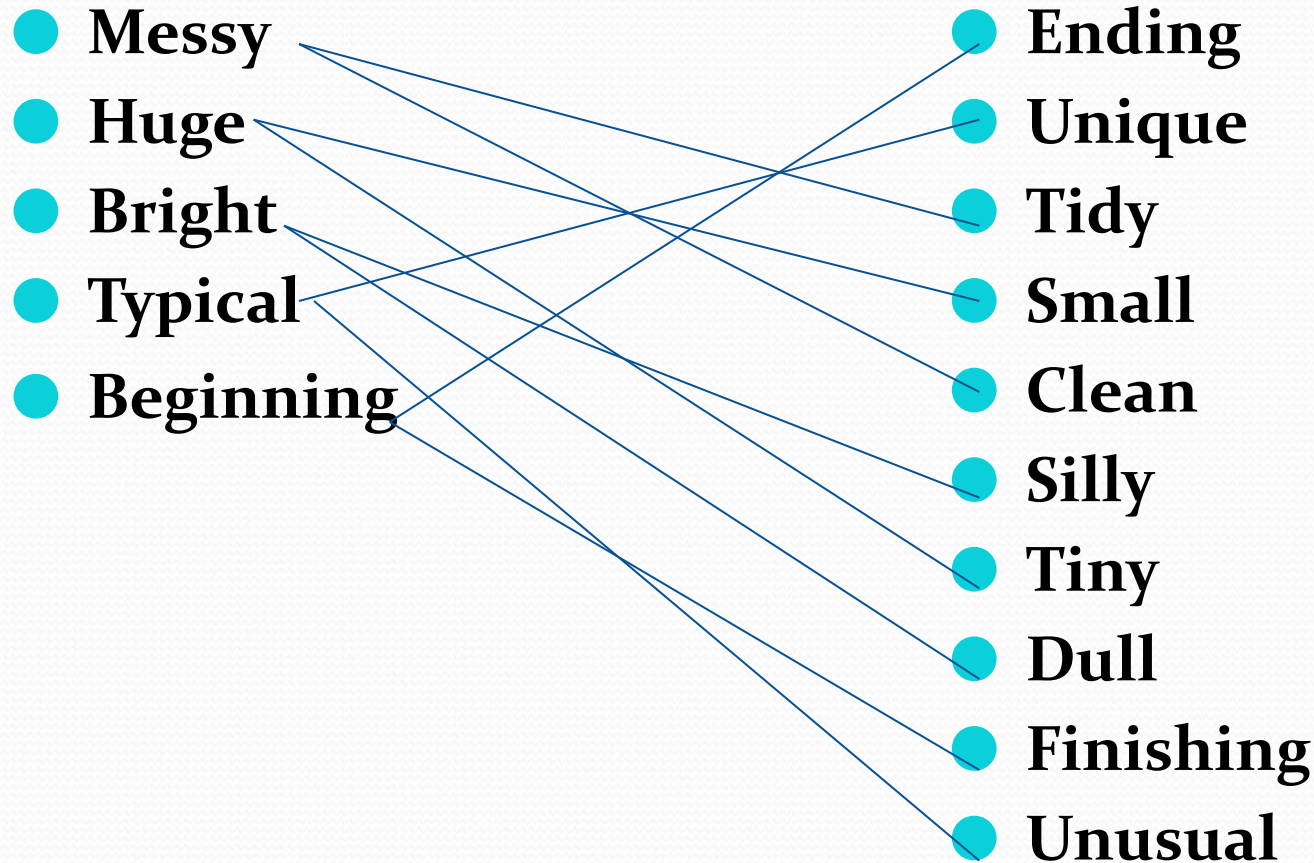 Messy
Huge
Bright
Typical
Beginning
Ending
Unique
Tidy
Small
Clean
Silly
Tiny
Dull
Finishing
Unusual